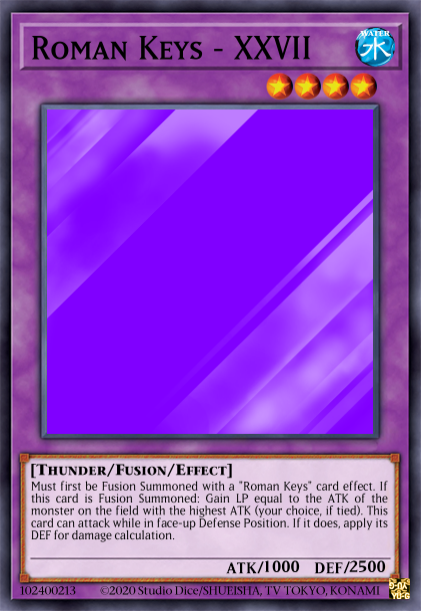 Roman Keys - XXVII
WATER
水
[Thunder/Fusion/Effect]
Must first be Fusion Summoned with a "Roman Keys" card effect. If
this card is Fusion Summoned: Gain LP equal to the ATK of the
monster on the field with the highest ATK (your choice, if tied). This
card can attack while in face-up Defense Position. If it does, apply its
DEF for damage calculation.
ATK/1000 DEF/2500
102400213 ©2020 Studio Dice/SHUEISHA, TV TOKYO, KONAMI